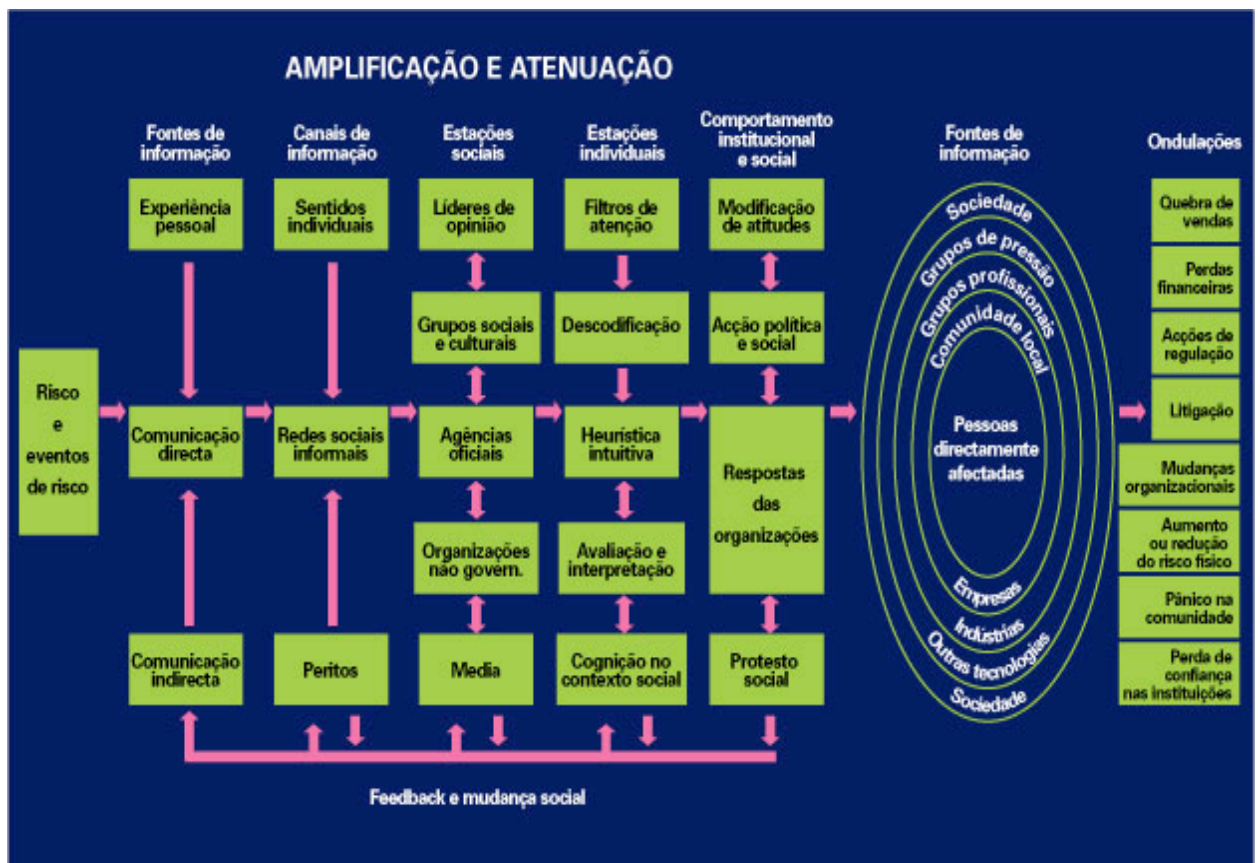 AMPLIFICAÇÃO E ATENUAÇÃO
Fontes de
informação
Canais de
informação
Estações
sociais
Estações
individuais
Comportamento
institucional
e social
Fontes de
informação
Ondulações
Risco
e
eventos
de risco
Experiência
pessoal
Comunicação
directa
Comunicação
indirecta
Sentidos
individuais
Redes sociais
informais
Peritos
Líderes de
opinião
Grupos sociais
e culturais
Agências
oficiais
Organizações
não govern.
Media
Filtros de
atenção
Descodificação
Heurística
intuitiva
Avaliação e
interpretação
Cognição no
contexto social
Modificação
de atitudes
Acção política
e social
Respostas
das
organizações
Protesto
social
Sociedade
Grupos de pressão
Grupos profissionais
Comunidade local
Pessoas
directamente
afectadas
Empresas
Indústrias
Outras tecnologias
Sociedade
Quebra de
vendas
Perdas
financeiras
Acções de
regulação
Litigação
Mudanças
organizacionais
Aumento
ou redução
do risco físico
Pânico na
comunidade
Perda de
confiança
nas instituições
Feedback e mudança social